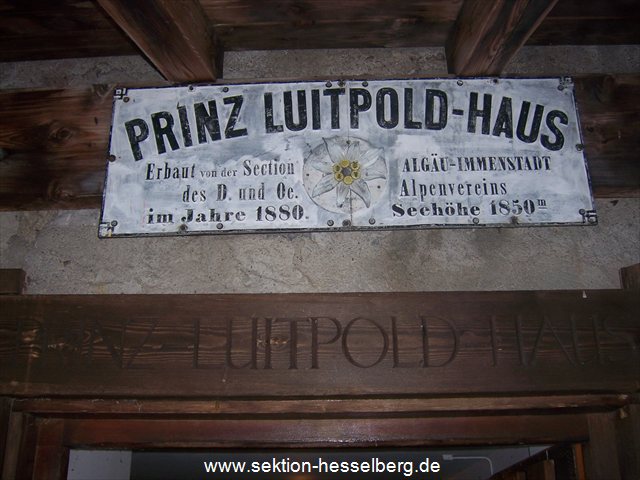 PRINZ LUITPOLD-HAUS
Erbaut von der Section ALGÄU-IMMENSTADT
des D. und Oe. Alpenvereins
im Jahre 1880. Seehöhe 1850m
PRINZ LUITPOLD HAUS
www.sektion-hesselberg.de